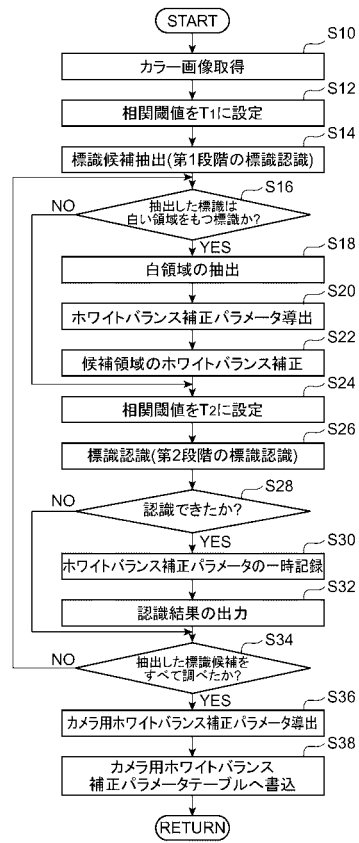 START
S10
カラー画像取得
S12
相関閾値をT1に設定
S14
標識候補抽出(第1段階の標識認識)
S16
抽出した標識は
白い領域をもつ標識か?
NO
YES
S18
白領域の抽出
S20
ホワイトバランス補正パラメータ導出
S22
候補領域のホワイトバランス補正
S24
相関閾値をT2に設定
S26
標識認識(第2段階の標識認識)
S28
認識できたか?
NO
YES
S30
ホワイトバランス補正パラメータの一時記録
S32
認識結果の出力
S34
抽出した標識候補を
すべて調べたか?
NO
YES
S36
カメラ用ホワイトバランス補正パラメータ導出
S38
カメラ用ホワイトバランス
補正パラメータテーブルへ書込
RETURN